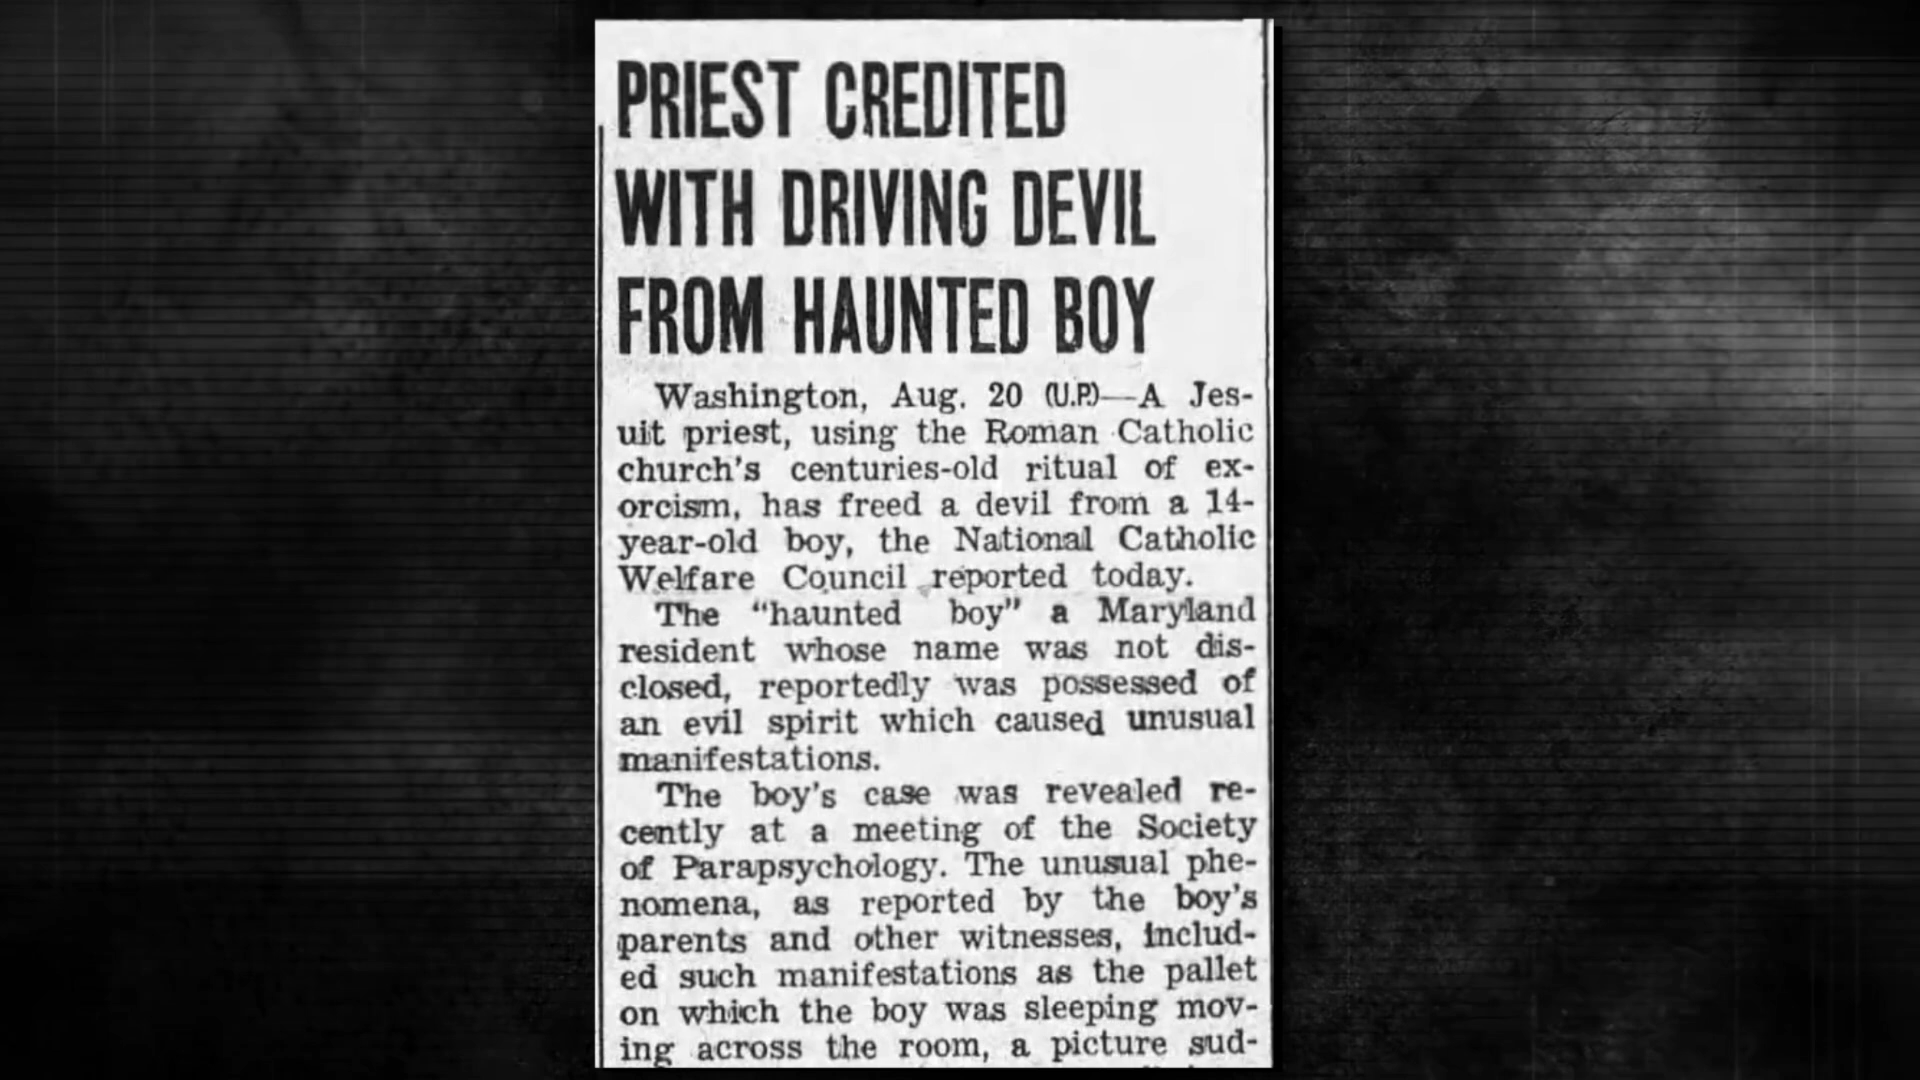 PRIEST CREDITED
WITH DRIVING DEVIL
FROM HAUNTED BOY
Washington, Aug. 20 (U.P.)—A Jes-
uit priest, using the Roman Catholic
church's centuries-old ritual of ex-
orcism, has freed a devil from a 14-
year-old boy, the National Catholic
Welfare Council reported today.
The "haunted boy" a Maryland
resident whose name was not dis-
closed, reportedly was possessed of
an evil spirit which caused unusual
manifestations.
The boy's case was revealed re-
cently at a meeting of the Society
of Parapsychology. The unusual phe-
nomena, as reported by the boy's
parents and other witnesses, includ-
ed such manifestations as the pallet
on which the boy was sleeping mov-
ing across the room, a picture sud-